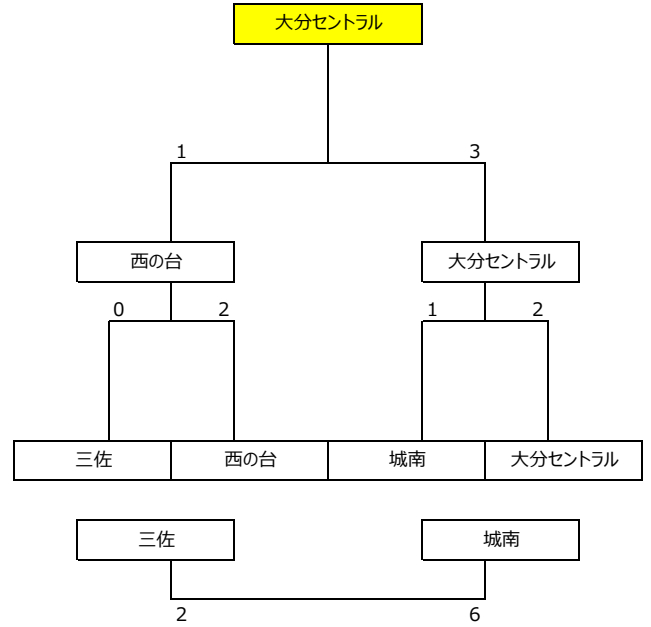 大分セントラル
1 3
西の台 大分セントラル
0 2 1 2
三佐 西の台 城南 大分セントラル
三佐 城南
2 6